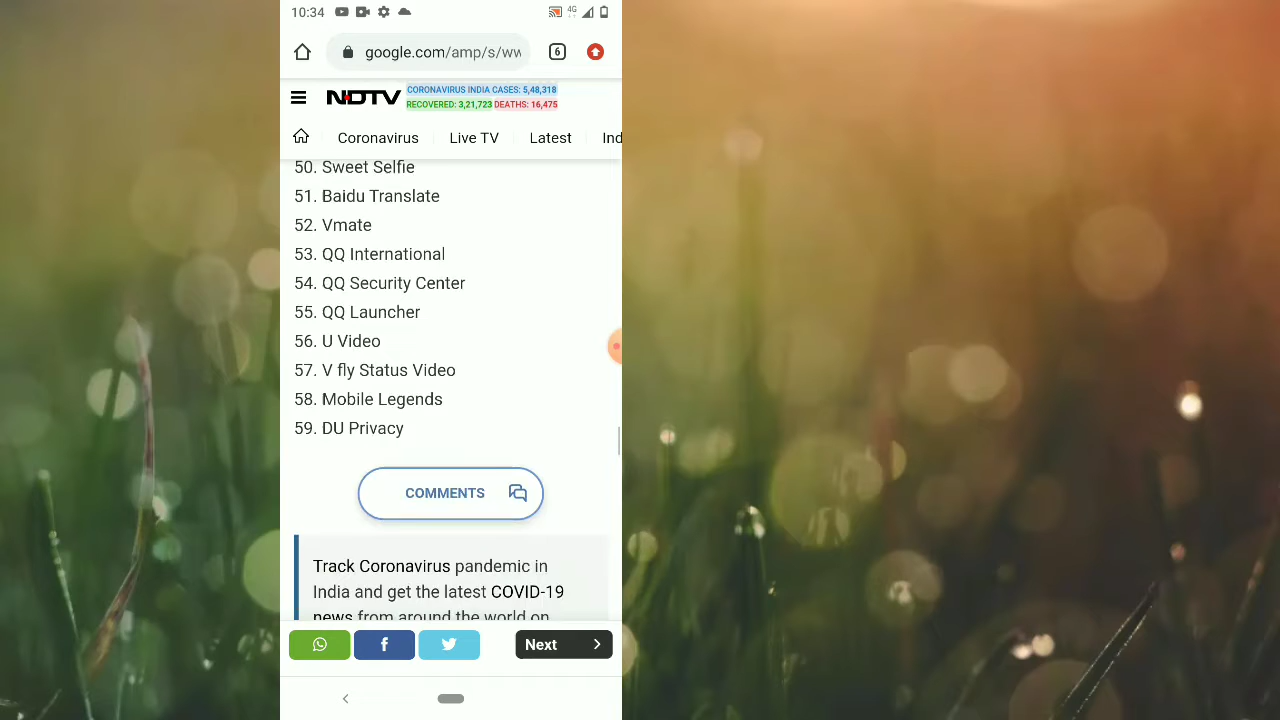 10:34
4G
google.com/amp/s/ww
6
NDTV
CORONAVIRUS INDIA CASES: 5,48,318
RECOVERED: 3,21,723 DEATHS: 16,475
Coronavirus Live TV Latest Ind
50. Sweet Selfie
51. Baidu Translate
52. Vmate
53. QQ International
54. QQ Security Center
55. QQ Launcher
56. U Video
57. V fly Status Video
58. Mobile Legends
59. DU Privacy
COMMENTS
Track Coronavirus pandemic in
India and get the latest COVID-19
news from around the world on
Next